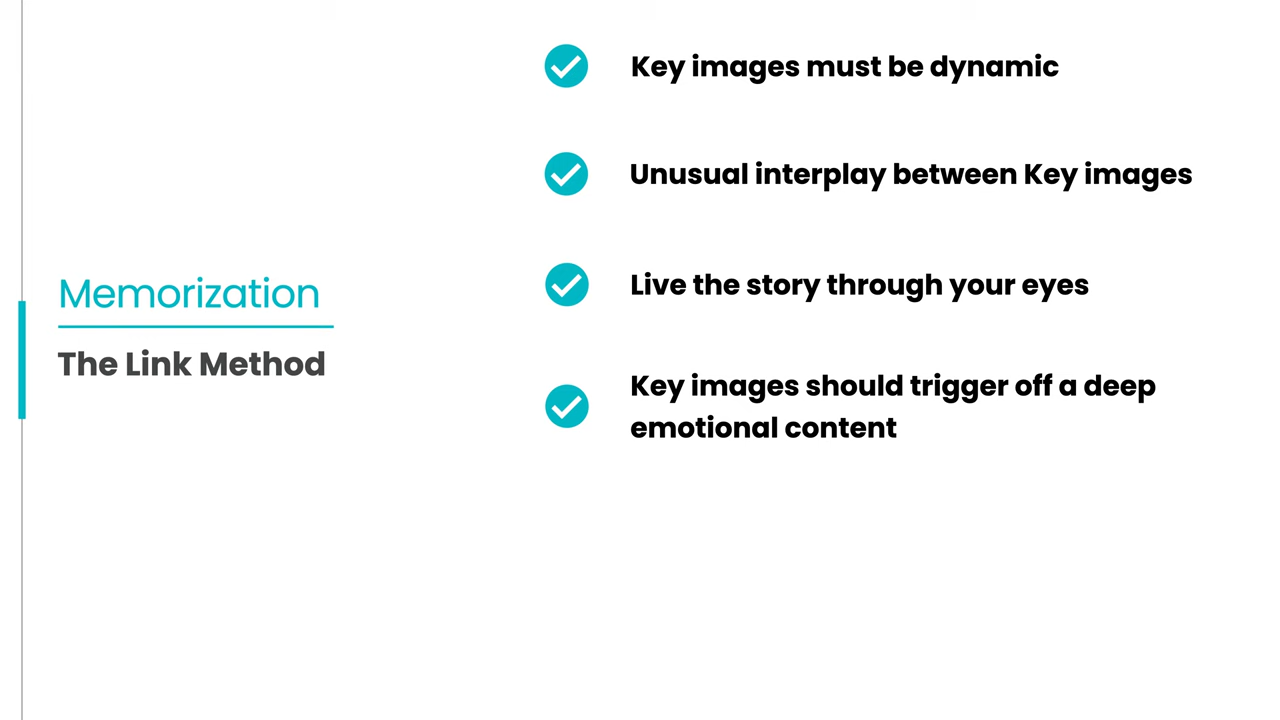 Memorization
The Link Method
Key images must be dynamic
Unusual interplay between Key images
Live the story through your eyes
Key images should trigger off a deep
emotional content